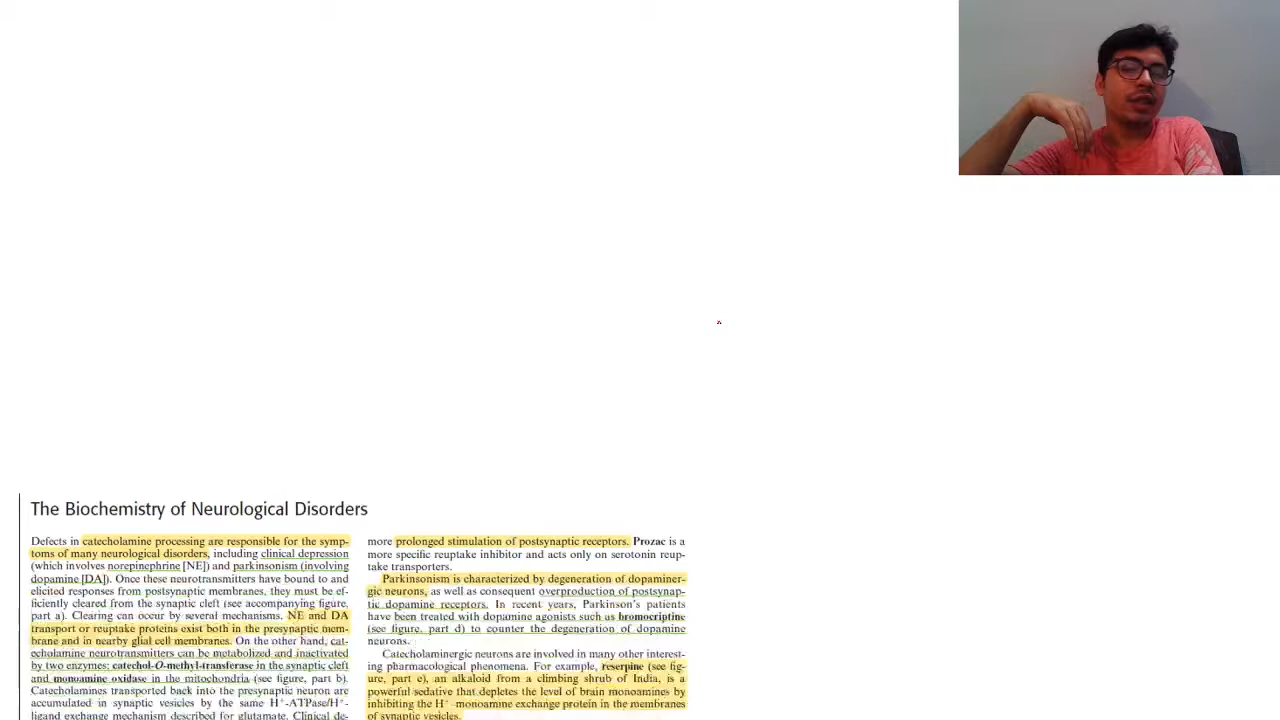 The Biochemistry of Neurological Disorders
Defects in catecholamine processing are responsible for the symp-
toms of many neurological disorders, including clinical depression
(which involves norepinephrine [NE]) and parkinsonism (involving
dopamine [DA]). Once these neurotransmitters have bound to and
elicited responses from postsynaptic membranes, they must be ef-
ficiently cleared from the synaptic cleft (see accompanying figure,
part a). Clearing can occur by several mechanisms. NE and DA
transport or reuptake proteins exist both in the presynaptic mem-
brane and in nearby glial cell membranes. On the other hand, cat-
echolamine neurotransmitters can be metabolized and inactivated
by two enzymes: catechol-O-methyl-transferase in the synaptic cleft
and monoamine oxidase in the mitochondria (see figure, part b).
Catecholamines transported back into the presynaptic neuron are
accumulated in synaptic vesicles by the same H⁺-ATPase/H⁺-
ligand exchange mechanism described for glutamate. Clinical de-
more prolonged stimulation of postsynaptic receptors. Prozac is a
more specific reuptake inhibitor and acts only on serotonin reup-
take transporters.
Parkinsonism is characterized by degeneration of dopaminer-
gic neurons, as well as consequent overproduction of postsynap-
tic dopamine receptors. In recent years, Parkinson's patients
have been treated with dopamine agonists such as bromocriptine
(see figure, part d) to counter the degeneration of dopamine
neurons.
Catecholaminergic neurons are involved in many other interest-
ing pharmacological phenomena. For example, reserpine (see fig-
ure, part e), an alkaloid from a climbing shrub of India, is a
powerful sedative that depletes the level of brain monoamines by
inhibiting the H⁺–monoamine exchange protein in the membranes
of synaptic vesicles.